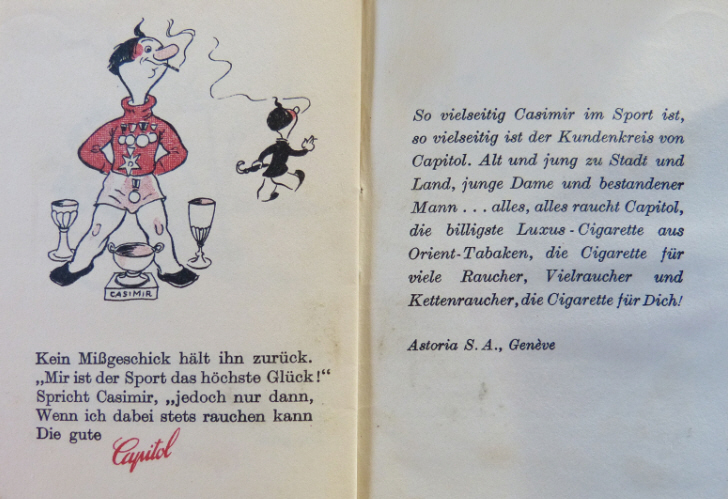 CASIMIR
Kein Mißgeschick hält ihn zurück.
„Mir ist der Sport das höchste Glück!“
Spricht Casimir, „jedoch nur dann,
Wenn ich dabei stets rauchen kann
Die gute Capitol
So vielseitig Casimir im Sport ist,
so vielseitig ist der Kundenkreis von
Capitol. Alt und jung zu Stadt und
Land, junge Dame und bestandener
Mann . . . alles, alles raucht Capitol,
die billigste Luxus-Cigarette aus
Orient-Tabaken, die Cigarette für
viele Raucher, Vielraucher und
Kettenraucher, die Cigarette für Dich!
Astoria S. A., Genève